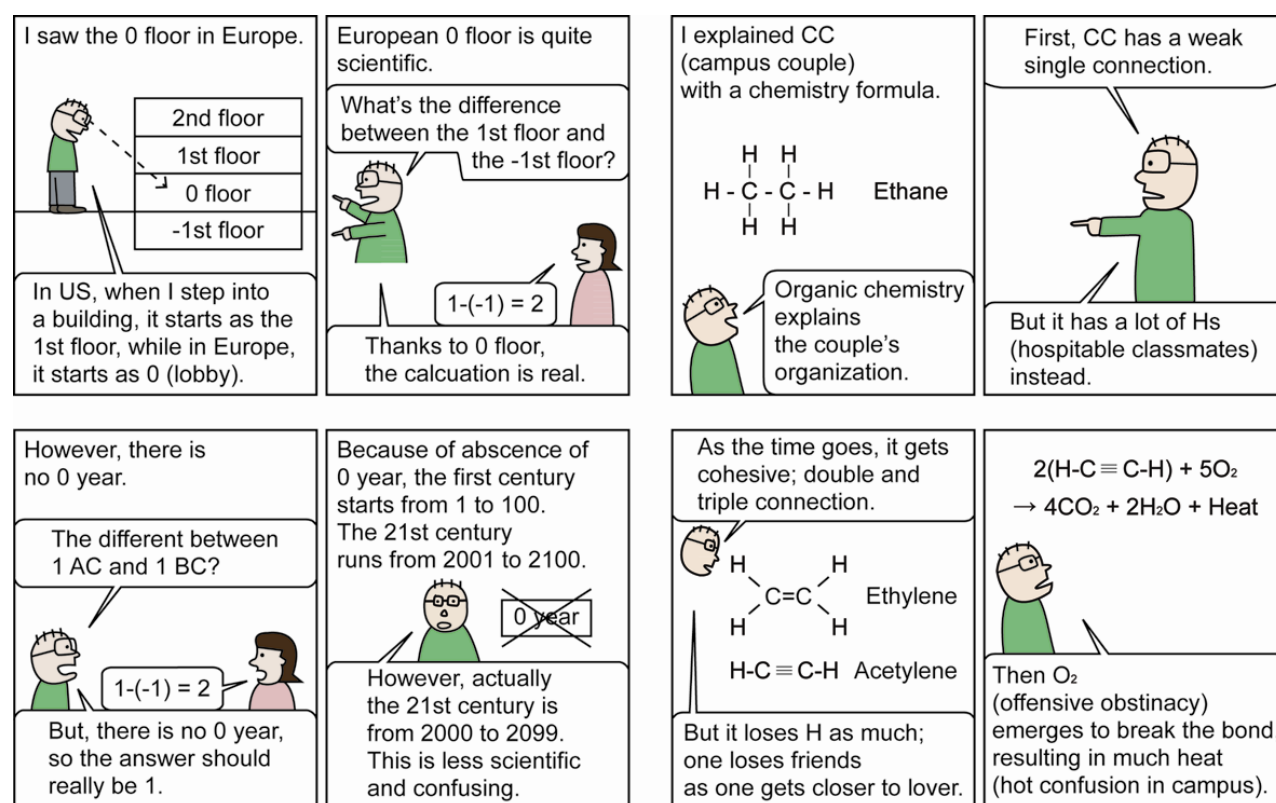 I saw the 0 floor in Europe.
2nd floor
1st floor
0 floor
-1st floor
In US, when I step into
a building, it starts as the
1st floor, while in Europe,
it starts as 0 (lobby).
European 0 floor is quite
scientific.
What's the difference
between the 1st floor and
the -1st floor?
1-(-1) = 2
Thanks to 0 floor,
the calcuation is real.
However, there is
no 0 year.
The different between
1 AC and 1 BC?
1-(-1) = 2
But, there is no 0 year,
so the answer should
really be 1.
Because of abscence of
0 year, the first century
starts from 1 to 100.
The 21st century
runs from 2001 to 2100.
0 year
However, actually
the 21st century is
from 2000 to 2099.
This is less scientific
and confusing.
I explained CC
(campus couple)
with a chemistry formula.
H H
H - C - C - H Ethane
H H
Organic chemistry
explains
the couple's
organization.
First, CC has a weak
single connection.
But it has a lot of Hs
(hospitable classmates)
instead.
As the time goes, it gets
cohesive; double and
triple connection.
H H
C=C Ethylene
H H
H-C≡C-H Acetylene
But it loses H as much;
one loses friends
as one gets closer to lover.
2(H-C≡C-H) + 5O₂
→ 4CO₂ + 2H₂O + Heat
Then O₂
(offensive obstinacy)
emerges to break the bond
resulting in much heat
(hot confusion in campus).